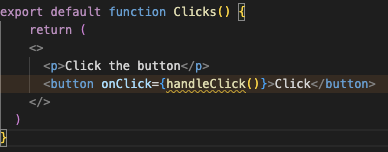 export default function Clicks() {
return (
<>
<p>Click the button</p>
<button onClick={handleClick()}>Click</button>
</>
)
}